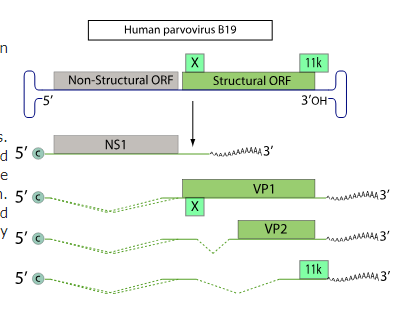 Human parvovirus B19
n
X
11k
Non-Structural ORF
Structural ORF
5'
3'OH
s.
d
e
n.
d
y
NS1
5'
c
3'
VP1
5'
c
3'
X
VP2
5'
c
3'
11k
5'
c
3'